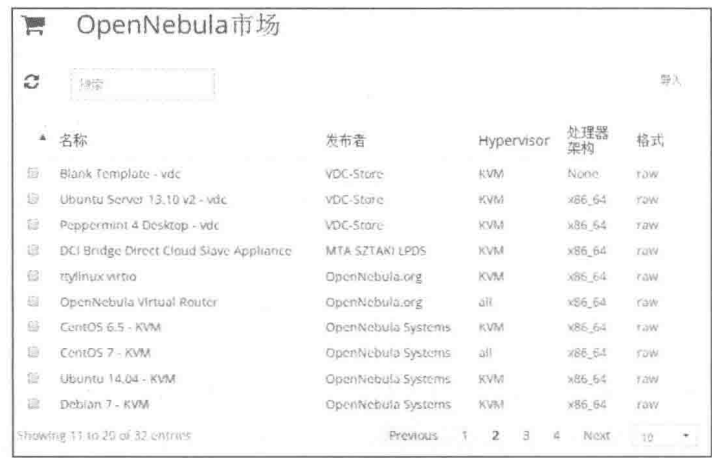 OpenNebula市场
搜索
导入
名称 发布者 Hypervisor 处理器架构 格式
Blank Template - vdc VDC-Store KVM None raw
Ubuntu Server 13.10 v2 - vdc VDC-Store KVM x86_64 raw
Peppermint 4 Desktop - vdc VDC-Store KVM x86_64 raw
DCI Bridge Direct Cloud Slave Appliance MTA SZTAKI LPDS KVM x86_64 raw
ttylinux virtio OpenNebula.org KVM x86_64 raw
OpenNebula Virtual Router OpenNebula.org all x86_64 raw
CentOS 6.5 - KVM OpenNebula Systems KVM x86_64 raw
CentOS 7 - KVM OpenNebula Systems all x86_64 raw
Ubuntu 14.04 - KVM OpenNebula Systems KVM x86_64 raw
Debian 7 - KVM OpenNebula Systems KVM x86_64 raw
Showing 11 to 20 of 32 entries Previous 1 2 3 4 Next 10